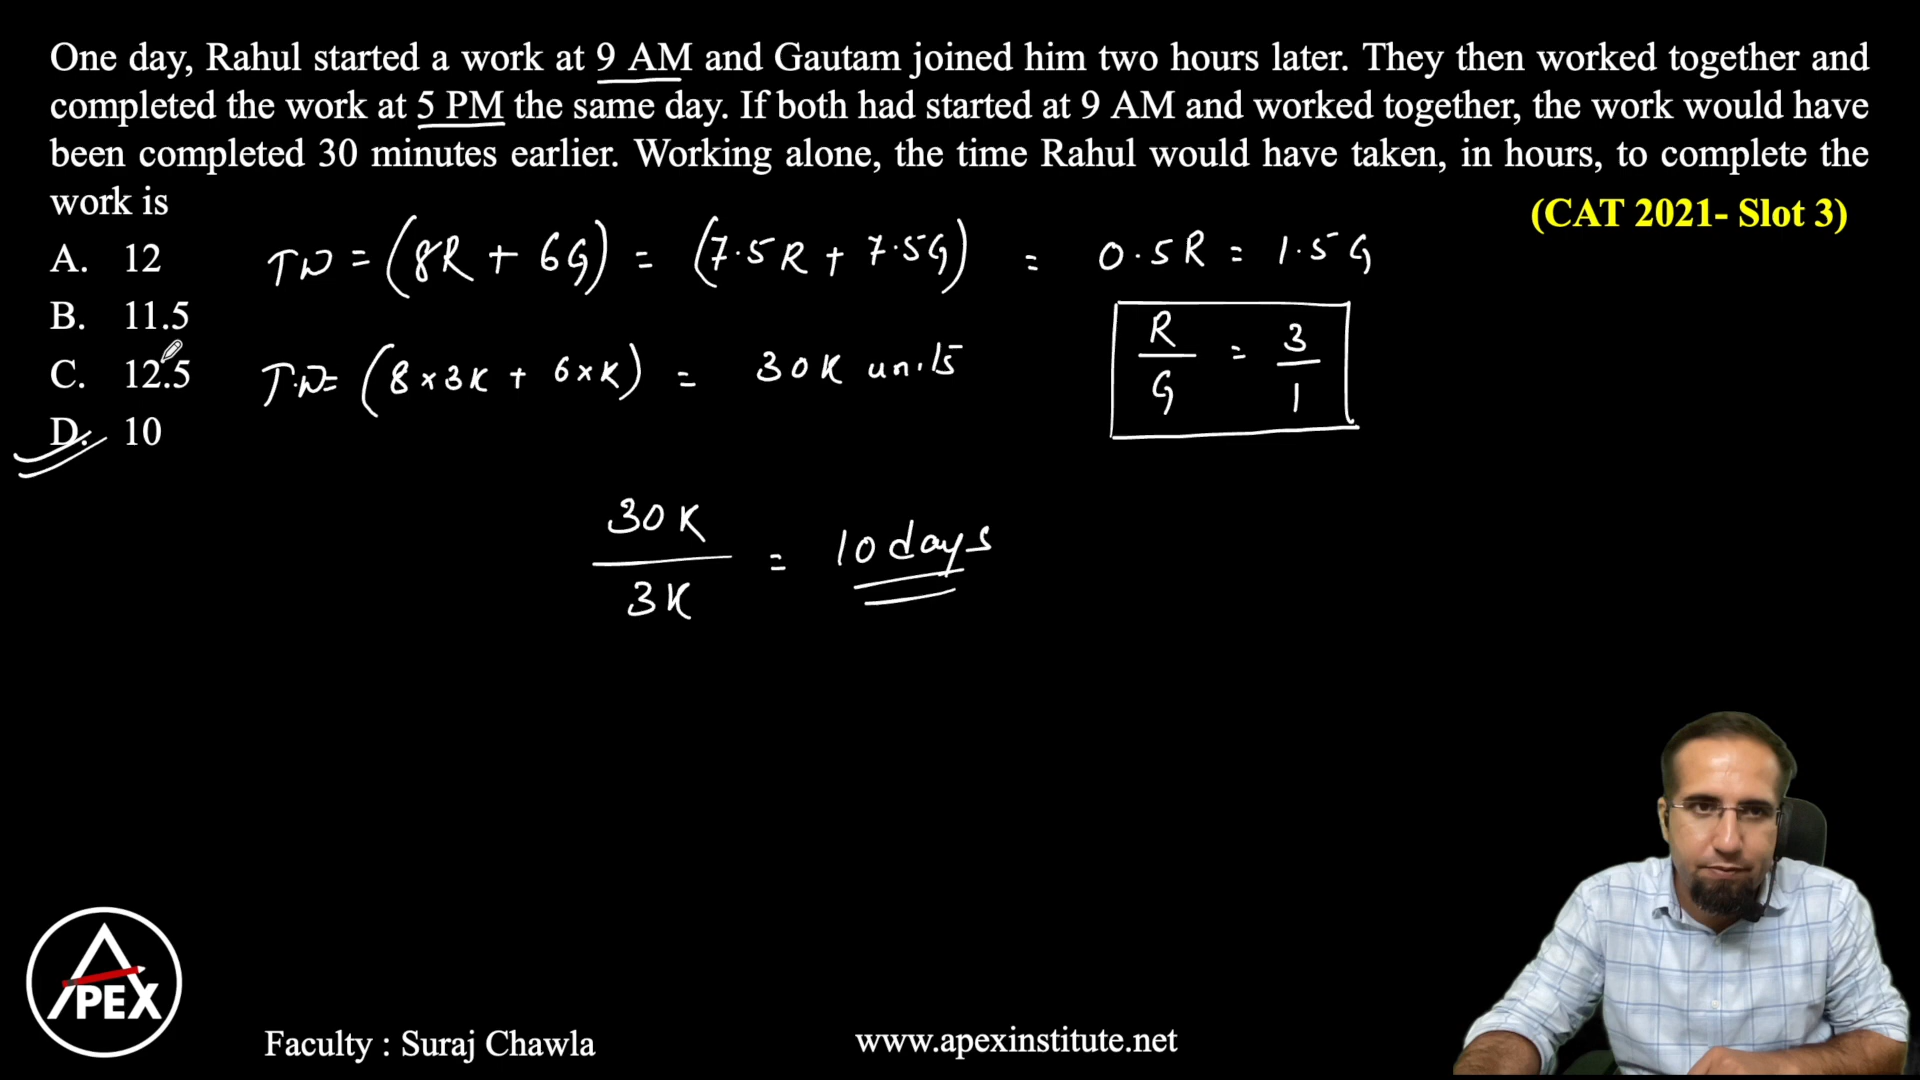 One day, Rahul started a work at 9 AM and Gautam joined him two hours later. They then worked together and
completed the work at 5 PM the same day. If both had started at 9 AM and worked together, the work would have
been completed 30 minutes earlier. Working alone, the time Rahul would have taken, in hours, to complete the
work is
(CAT 2021- Slot 3)
A. 12
B. 11.5
C. 12.5
D. 10
TW = (8R + 6G) = (7.5R + 7.5G) = 0.5R = 1.5G
R/G = 3/1
T.W= (8×3K + 6×K) = 30K units
30K/3K = 10 days
APEX
Faculty : Suraj Chawla
www.apexinstitute.net